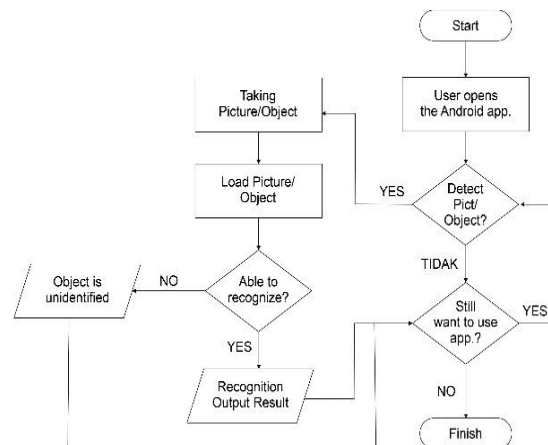 Start
User opens
the Android app.
Taking
Picture/Object
Load Picture/
Object
YES
Detect
Pict/
Object?
TIDAK
Object is
unidentified
NO
Able to
recognize?
YES
Recognition
Output Result
Still
want to use
app.?
YES
NO
Finish